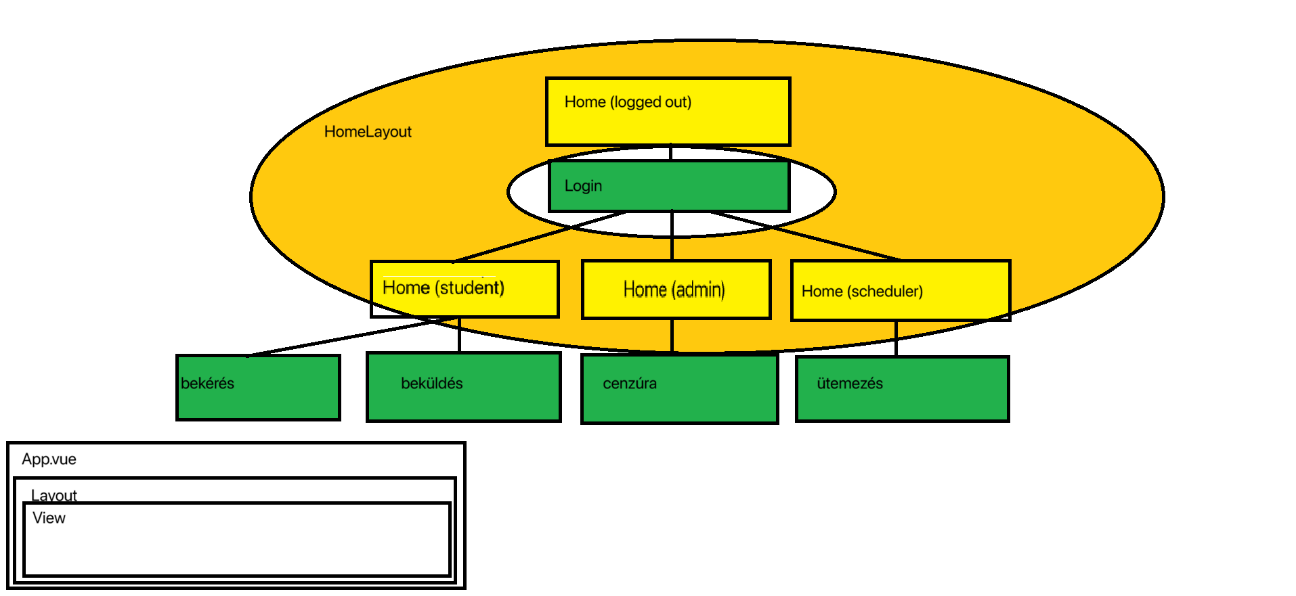 Home (logged out)
HomeLayout
Login
Home (student)
Home (admin)
Home (scheduler)
bekérés
beküldés
cenzúra
ütemezés
App.vue
Layout
View